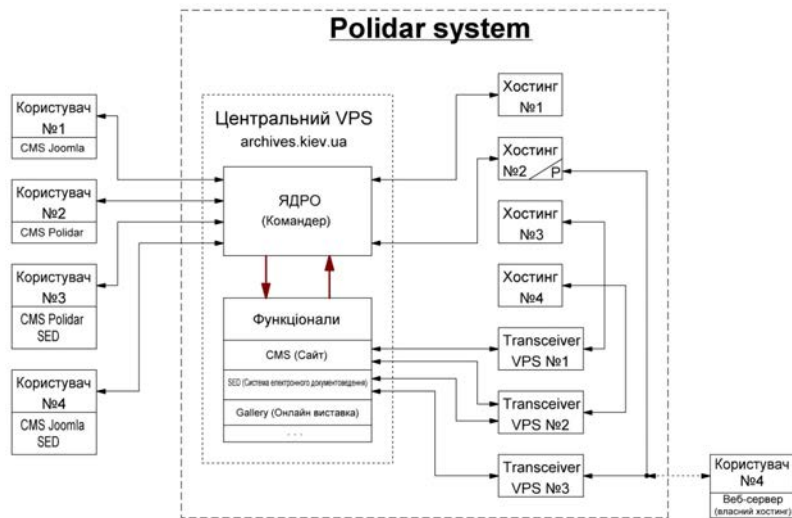 Polidar system
Користувач
№1
CMS Joomla
Користувач
№2
CMS Polidar
Користувач
№3
CMS Polidar
SED
Користувач
№4
CMS Joomla
SED
Центральний VPS
archives.kiev.ua
ЯДРО
(Командер)
Функціонали
CMS (Сайт)
SED (Система електронного документоведення)
Gallery (Онлайн виставка)
. . .
Хостинг
№1
Хостинг
№2 P
Хостинг
№3
Хостинг
№4
Transceiver
VPS №1
Transceiver
VPS №2
Transceiver
VPS №3
Користувач
№4
Веб-сервер
(власний хостинг)